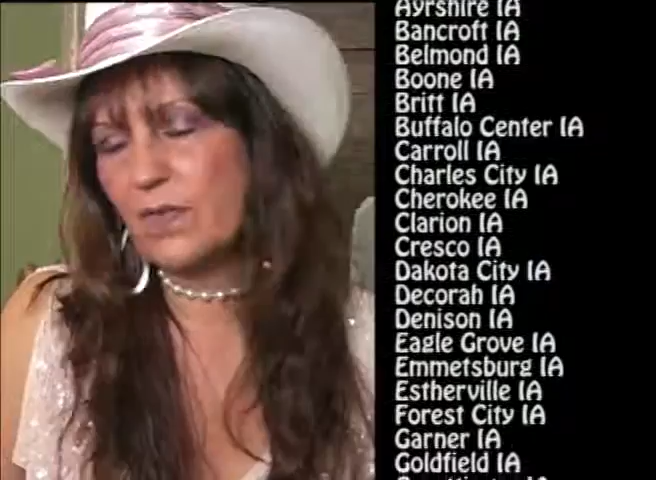 Ayrshire IA
Bancroft IA
Belmond IA
Boone IA
Britt IA
Buffalo Center IA
Carroll IA
Charles City IA
Cherokee IA
Clarion IA
Cresco IA
Dakota City IA
Decorah IA
Denison IA
Eagle Grove IA
Emmetsburg IA
Estherville IA
Forest City IA
Garner IA
Goldfield IA